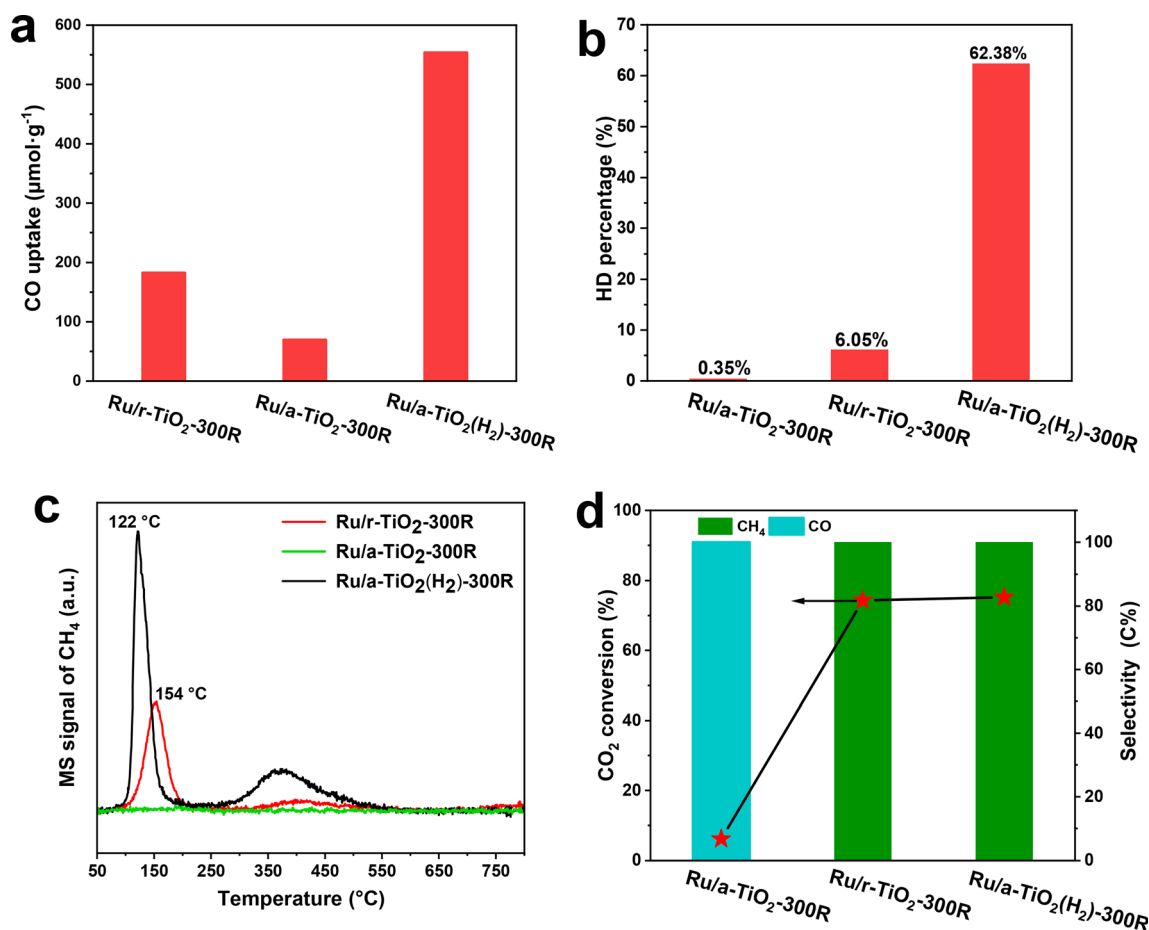 a
600
500
400
300
200
100
0
CO uptake (µmol·g⁻¹)
Ru/r-TiO₂-300R
Ru/a-TiO₂-300R
Ru/a-TiO₂(H₂)-300R
b
70
60
50
40
30
20
10
0
HD percentage (%)
0.35%
6.05%
62.38%
Ru/a-TiO₂-300R
Ru/r-TiO₂-300R
Ru/a-TiO₂(H₂)-300R
c
122 °C
154 °C
Ru/r-TiO₂-300R
Ru/a-TiO₂-300R
Ru/a-TiO₂(H₂)-300R
MS signal of CH₄ (a.u.)
50 150 250 350 450 550 650 750
Temperature (°C)
d
CH₄ CO
100
90
80
70
60
50
40
30
20
10
0
CO₂ conversion (%)
100
80
60
40
20
0
Selectivity (C%)
Ru/a-TiO₂-300R
Ru/r-TiO₂-300R
Ru/a-TiO₂(H₂)-300R